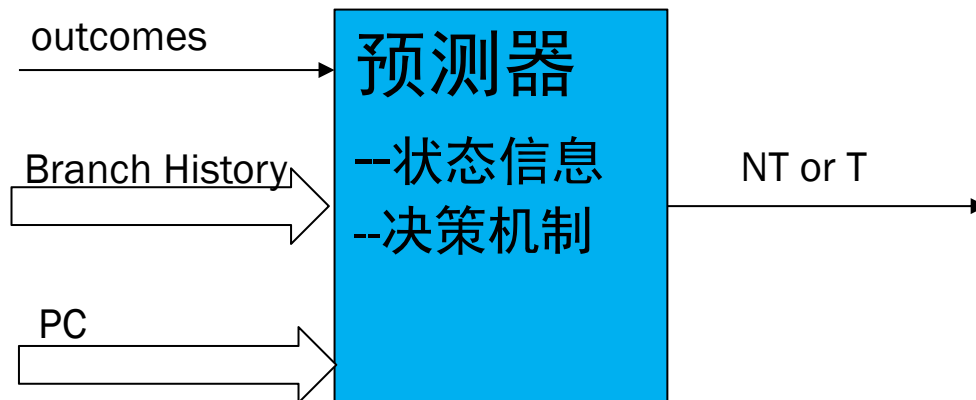 outcomes
Branch History
PC
预测器
--状态信息
--决策机制
NT or T